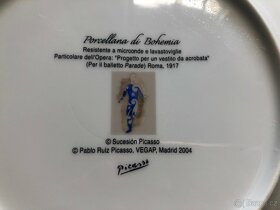 Porcellana di Bohemia
Resistente a microonde e lavastoviglie
Particolare dell'Opera: "Progetto per un vestito da acrobata"
(Per il balletto Parade) Roma, 1917
© Sucesión Picasso
© Pablo Ruiz Picasso, VEGAP, Madrid 2004
Picasso